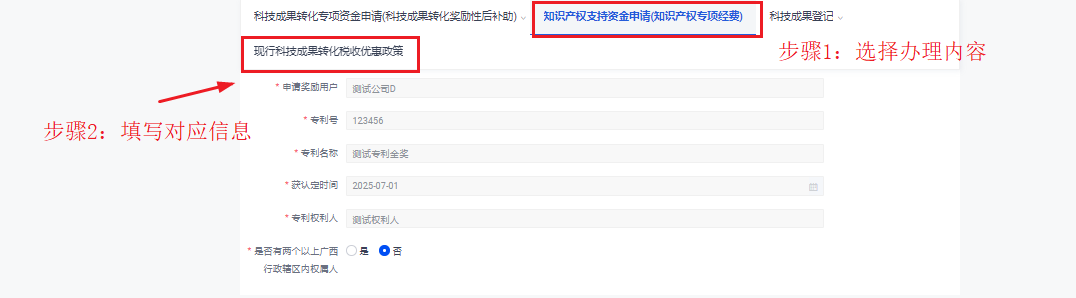 科技成果转化专项资金申请(科技成果转化奖励性后补助)
知识产权支持资金申请(知识产权专项经费)
科技成果登记
现行科技成果转化税收优惠政策
步骤1：选择办理内容
步骤2：填写对应信息
* 申请奖励用户 测试公司D
* 专利号 123456
* 专利名称 测试专利金奖
* 获认定时间 2025-07-01
* 专利权利人 测试权利人
* 是否有两个以上广西 是 否
行政辖区内权属人